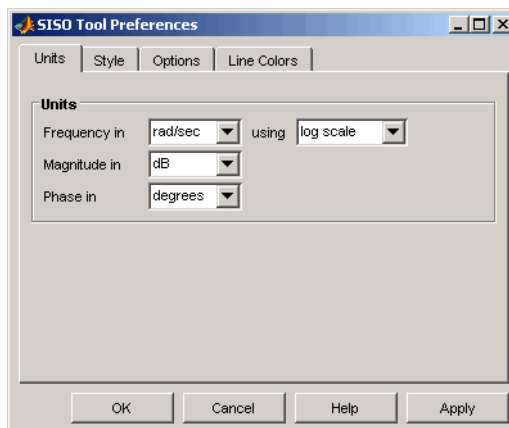 SISO Tool Preferences
Units Style Options Line Colors
Units
Frequency in rad/sec using log scale
Magnitude in dB
Phase in degrees
OK Cancel Help Apply